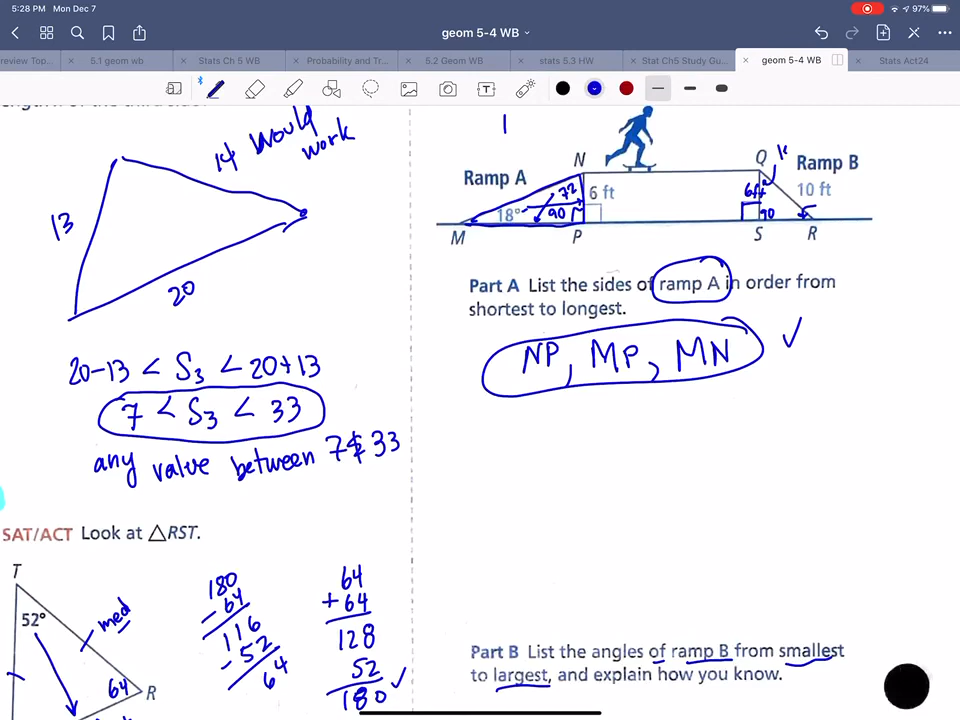 5:28 PM Mon Dec 7
97%
geom 5-4 WB
review Top...
5.1 geom wb
Stats Ch 5 WB
Probability and Tr...
5.2 Geom WB
stats 5.3 HW
Stat Ch5 Study Gu...
geom 5-4 WB
Stats Act24
14 would
work
13
20
20-13 < S3 < 20+13
7 < S3 < 33
any value between 7 & 33
SAT/ACT Look at △RST.
T
52°
med
64
R
180
- 64
116
- 52
64
64
+ 64
128
52
180 ✓
N
Q
Ramp A
Ramp B
72
6 ft
6 ft
10 ft
18°
90
90
M
P
S
R
Part A List the sides of ramp A in order from
shortest to longest.
NP, MP, MN ✓
Part B List the angles of ramp B from smallest
to largest, and explain how you know.